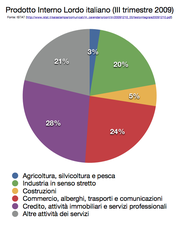 Prodotto Interno Lordo italiano (III trimestre 2009)
3%
20%
5%
24%
28%
21%
Agricoltura, silvicoltura e pesca
Industria in senso stretto
Costruzioni
Commercio, alberghi, trasporti e comunicazioni
Credito, attività immobiliari e servizi professionali
Altre attività dei servizi